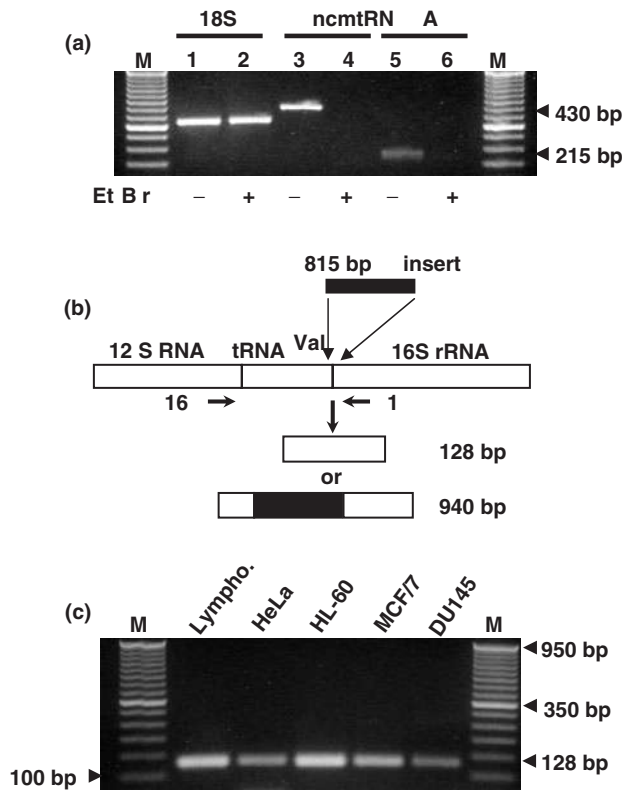 18S ncmtRN A
(a)
M 1 2 3 4 5 6 M
430 bp
215 bp
Et B r – + – + – +
815 bp insert
(b)
12 S RNA tRNA Val 16S rRNA
16 1
128 bp
or
940 bp
(c)
Lympho. HeLa HL-60 MCF/7 DU145
M M
950 bp
350 bp
128 bp
100 bp